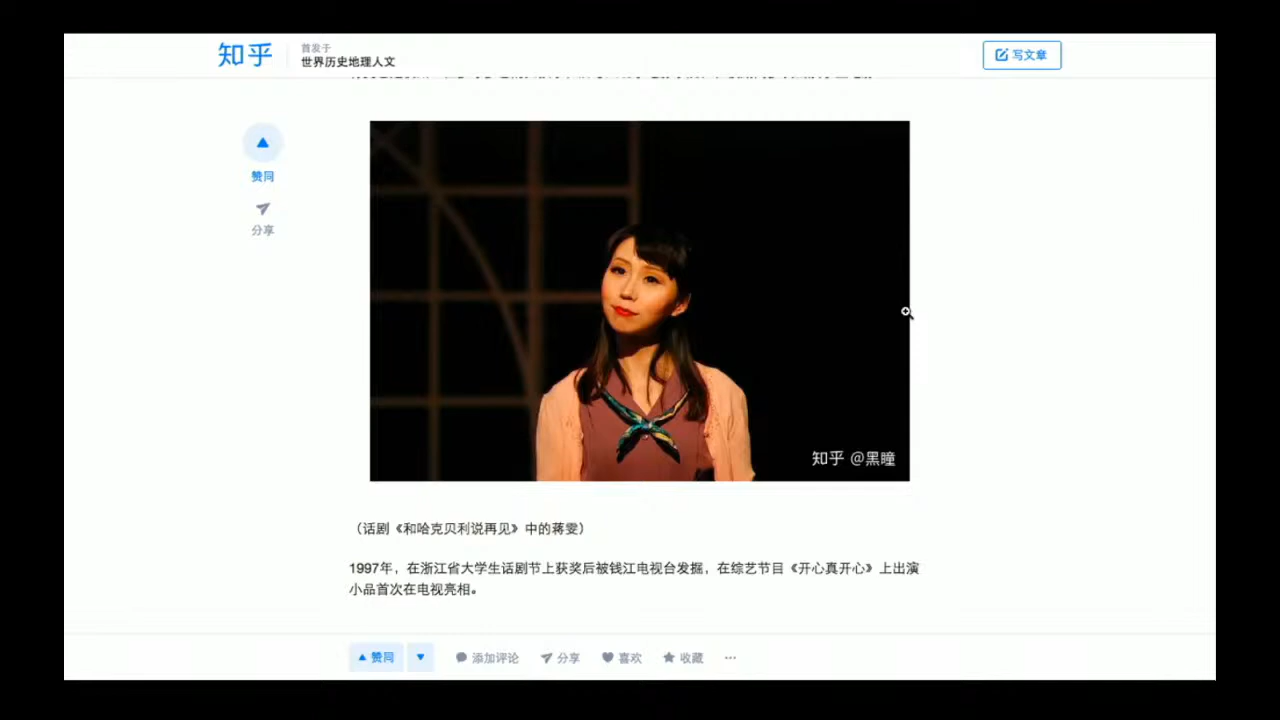 知乎
首发于
世界历史地理人文
写文章
赞同
分享
知乎 @黑瞳
（话剧《和哈克贝利说再见》中的蒋雯）
1997年，在浙江省大学生话剧节上获奖后被钱江电视台发掘，在综艺节目《开心真开心》上出演
小品首次在电视亮相。
赞同
添加评论
分享
喜欢
收藏